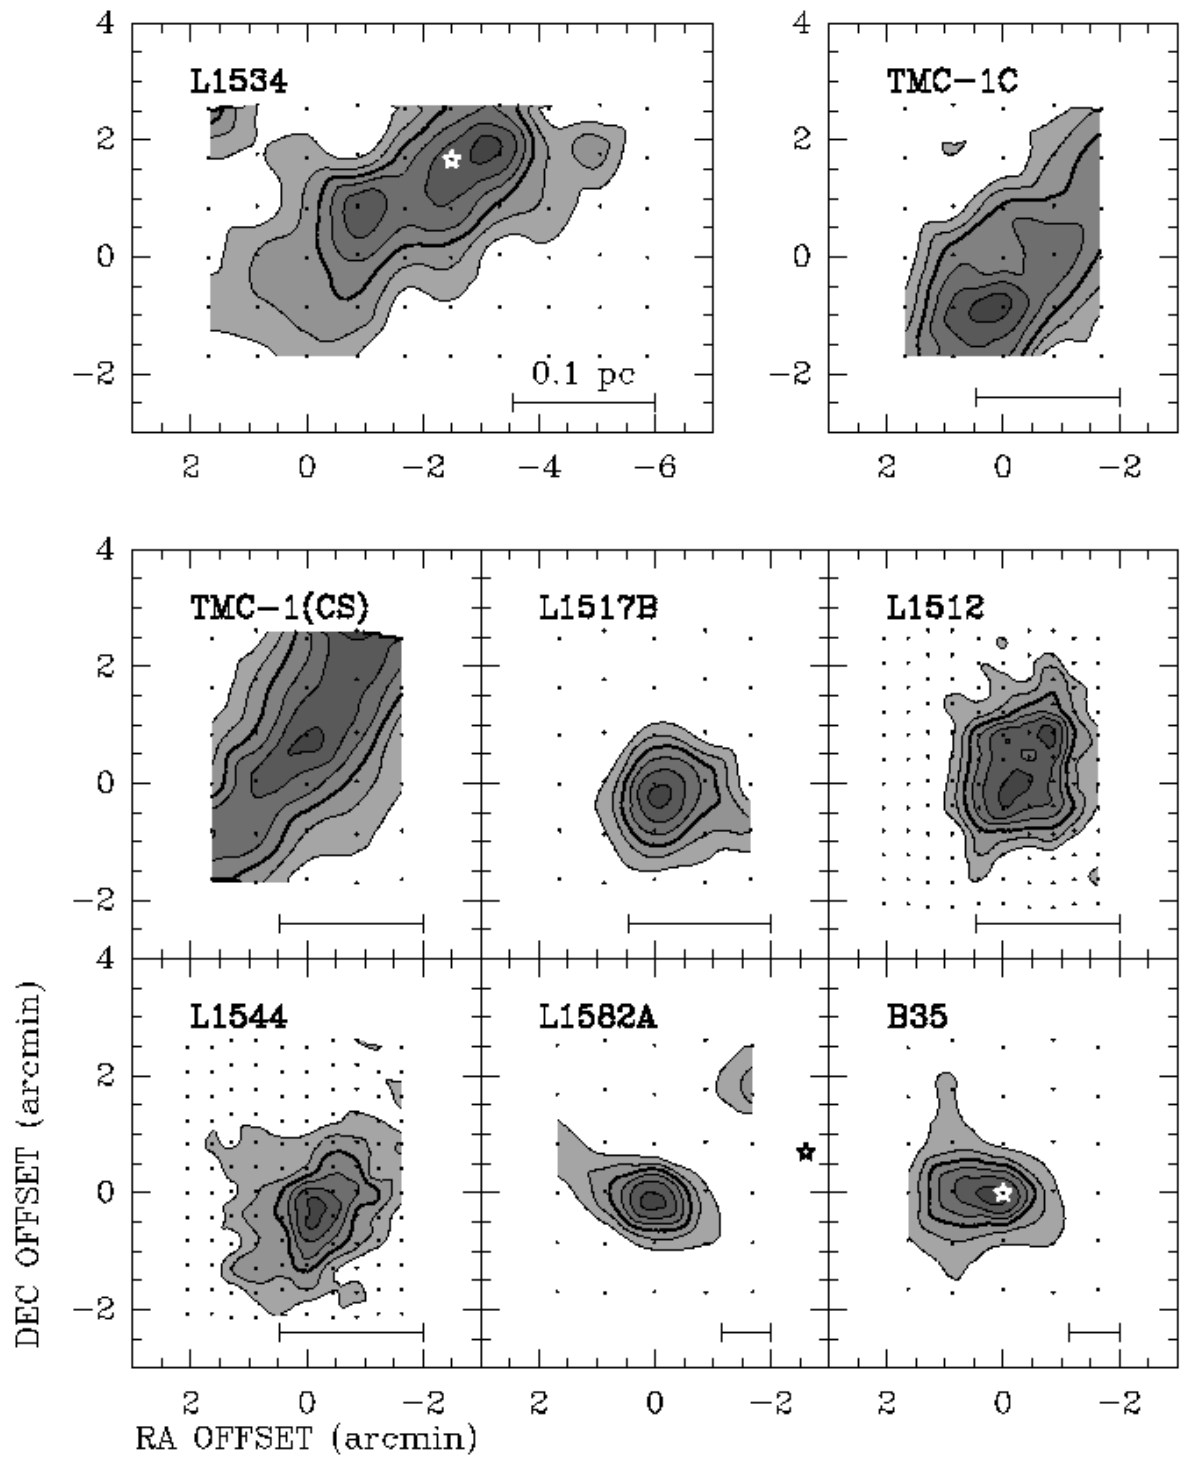 4
2
0
−2
L1534
0.1 pc
2 0 −2 −4 −6
4
2
0
−2
TMC−1C
2 0 −2
4
2
0
−2
4
TMC−1(CS)
L1517B
L1512
L1544
L1582A
B35
2
0
−2
DEC OFFSET (arcmin)
2 0 −2 2 0 −2 2 0 −2
RA OFFSET (arcmin)